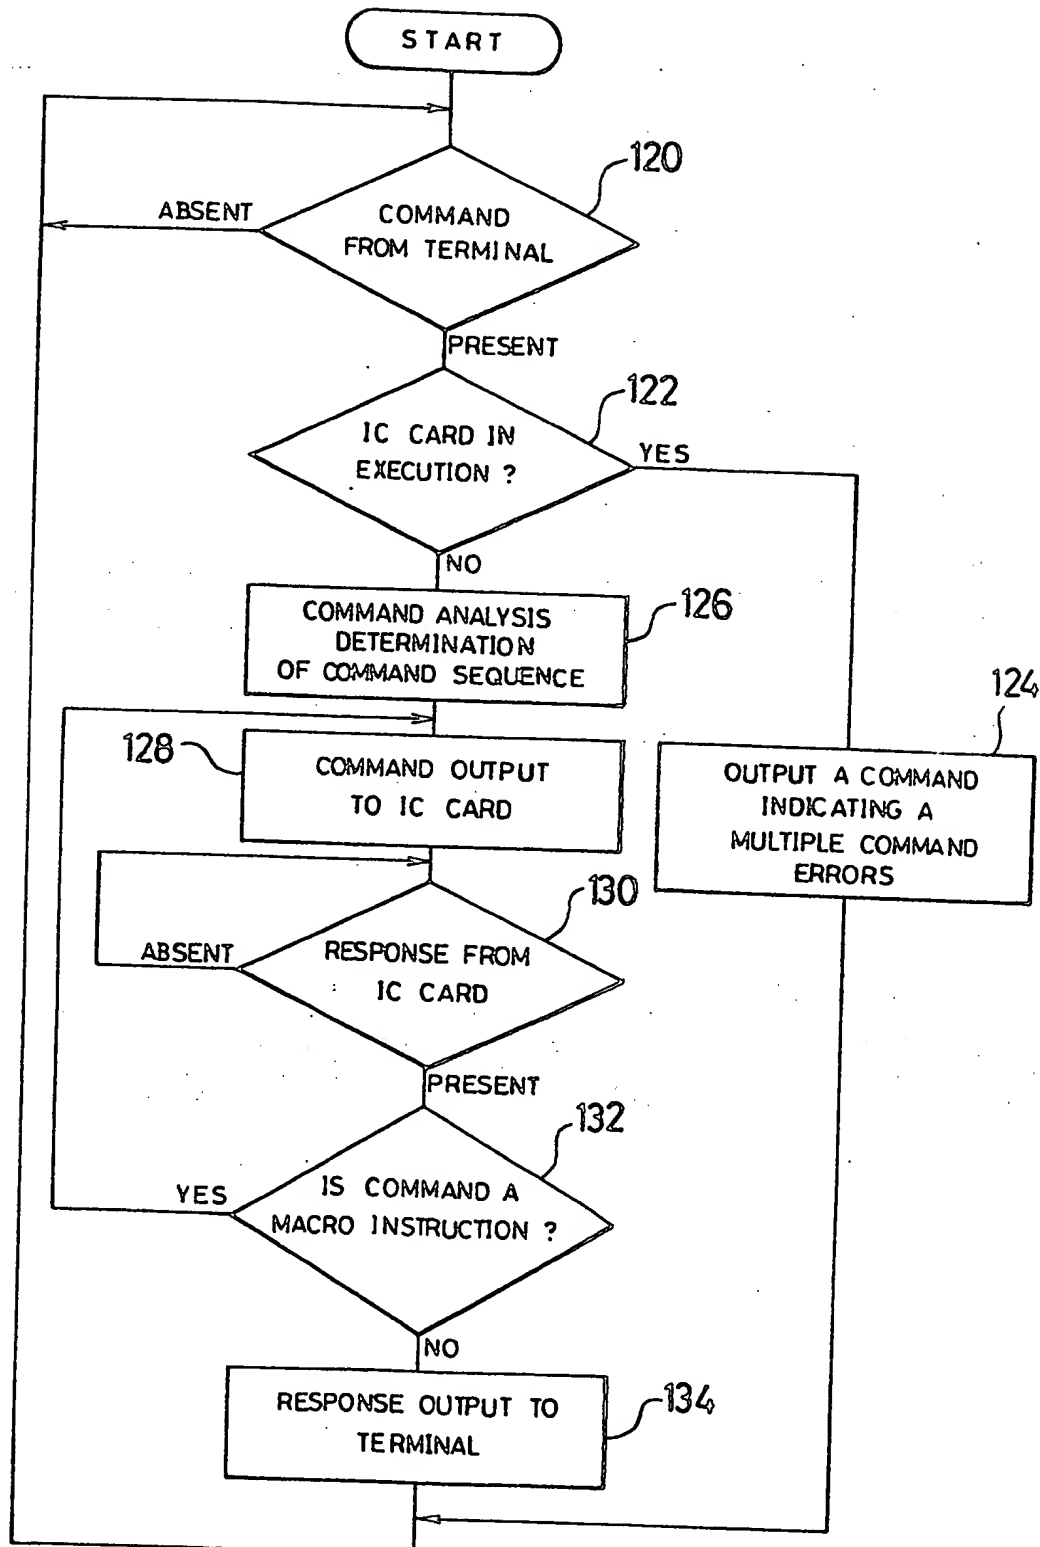 START
120
ABSENT
COMMAND
FROM TERMINAL
PRESENT
122
IC CARD IN
EXECUTION ?
YES
NO
126
COMMAND ANALYSIS
DETERMINATION
OF COMMAND SEQUENCE
124
128
COMMAND OUTPUT
TO IC CARD
OUTPUT A COMMAND
INDICATING A
MULTIPLE COMMAND
ERRORS
130
ABSENT
RESPONSE FROM
IC CARD
PRESENT
132
YES
IS COMMAND A
MACRO INSTRUCTION ?
NO
134
RESPONSE OUTPUT TO
TERMINAL